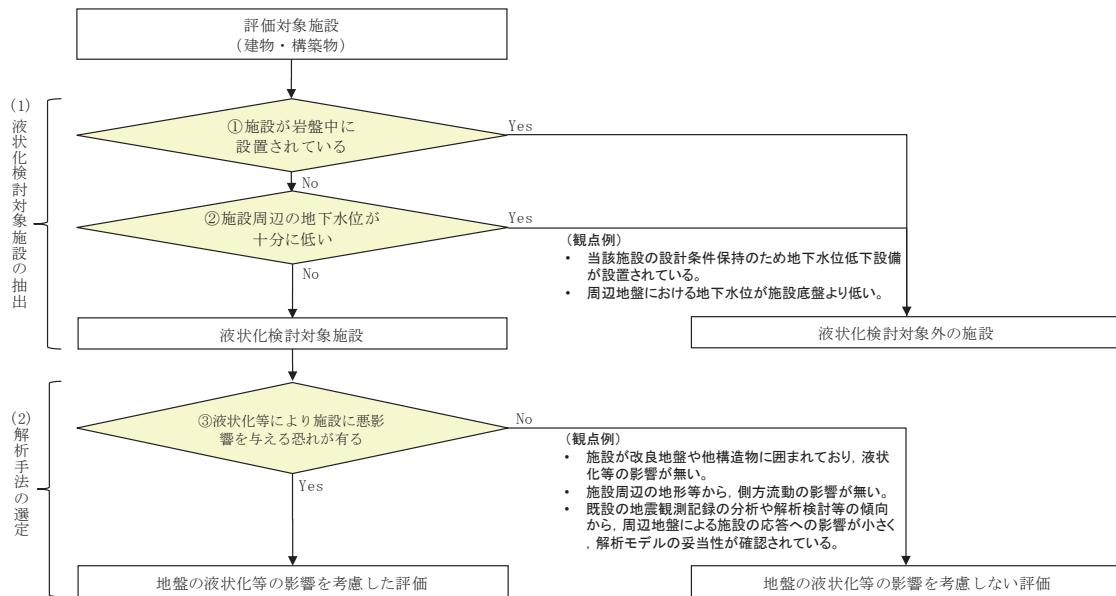 評価対象施設
（建物・構築物）
(1)液状化検討対象施設の抽出
①施設が岩盤中に
設置されている
Yes
No
②施設周辺の地下水位が
十分に低い
Yes
（観点例）
• 当該施設の設計条件保持のため地下水位低下設備
が設置されている。
• 周辺地盤における地下水位が施設底盤より低い。
No
液状化検討対象施設
液状化検討対象外の施設
(2)解析手法の選定
③液状化等により施設に悪影
響を与える恐れが有る
No
（観点例）
• 施設が改良地盤や他構造物に囲まれており，液状
化等の影響が無い。
• 施設周辺の地形等から，側方流動の影響が無い。
• 既設の地震観測記録の分析や解析検討等の傾向
から，周辺地盤による施設の応答への影響が小さく
，解析モデルの妥当性が確認されている。
Yes
地盤の液状化等の影響を考慮した評価
地盤の液状化等の影響を考慮しない評価